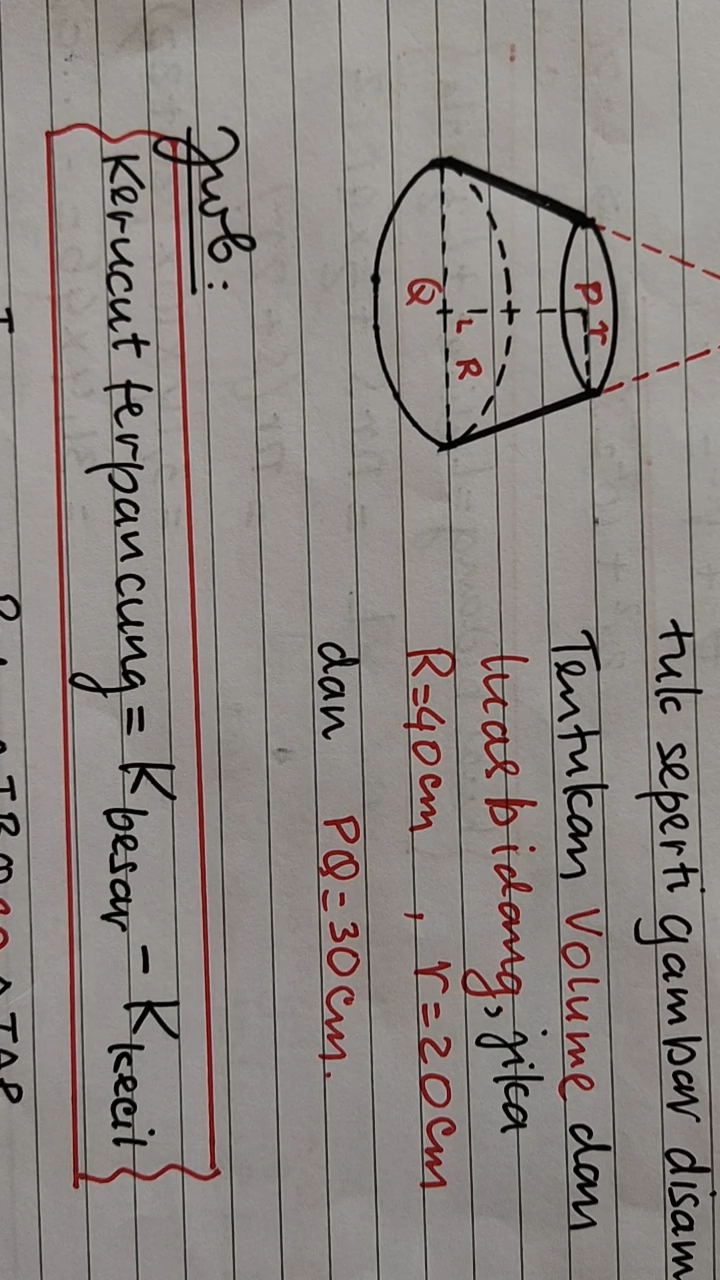 tuk seperti gambar disam
Tentukan Volume dan
luas bidang, jika
R=40cm, r=20cm
dan PQ=30cm.
P r
Q R
Jwb:
Kerucut terpancung = K besar - K kecil